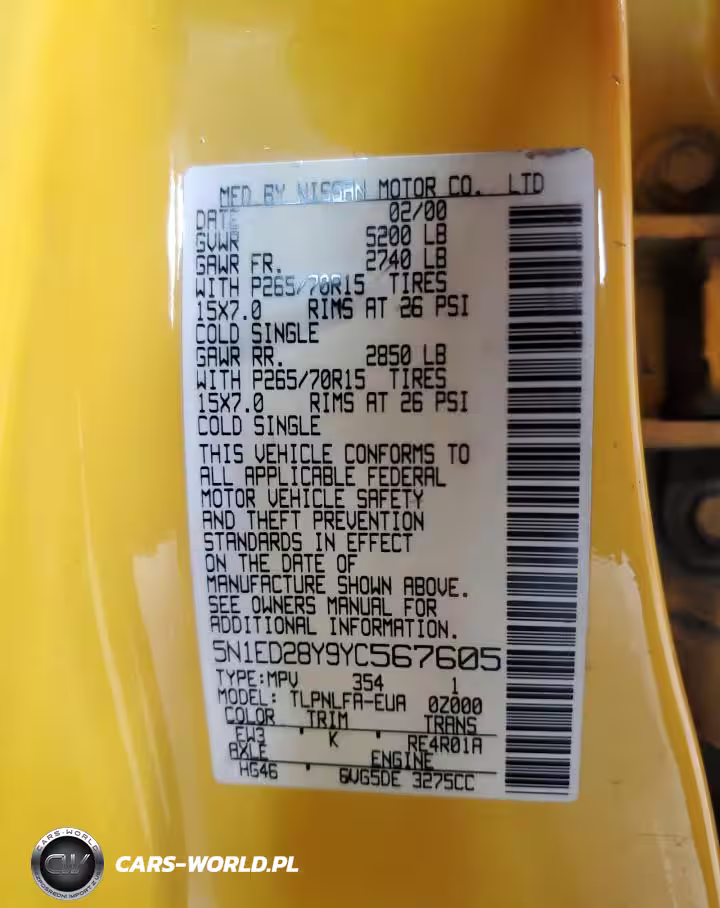 MFD BY NISSAN MOTOR CO. LTD
DATE 02/00
GVWR 5200 LB
GAWR FR. 2740 LB
WITH P265/70R15 TIRES
15X7.0 RIMS AT 26 PSI
COLD SINGLE
GAWR RR. 2850 LB
WITH P265/70R15 TIRES
15X7.0 RIMS AT 26 PSI
COLD SINGLE
THIS VEHICLE CONFORMS TO
ALL APPLICABLE FEDERAL
MOTOR VEHICLE SAFETY
AND THEFT PREVENTION
STANDARDS IN EFFECT
ON THE DATE OF
MANUFACTURE SHOWN ABOVE.
SEE OWNERS MANUAL FOR
ADDITIONAL INFORMATION.
5N1ED28Y9YC567605
TYPE:MPV 354 1
MODEL: TLPNLFA-EUA 0Z000
COLOR TRIM TRANS
EW3 K RE4R01A
AXLE ENGINE
HG46 6VG5DE 3275CC
CARS-WORLD
CW
CARS-WORLD.PL